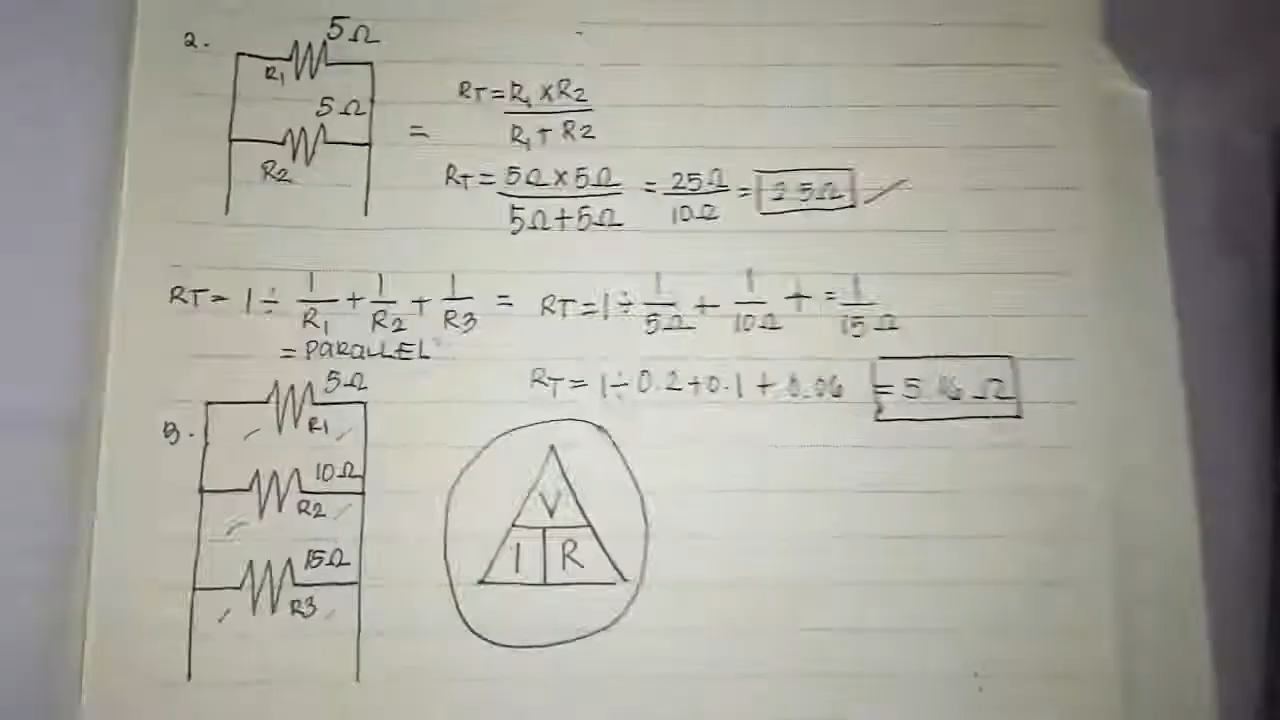 2.
5Ω
R1
5Ω
R2
=
RT = R1 x R2 / R1 + R2
RT = 5Ω x 5Ω / 5Ω + 5Ω = 25Ω / 10Ω = 2.5Ω
RT = 1 ÷ 1/R1 + 1/R2 + 1/R3 = RT = 1 ÷ 1/5Ω + 1/10Ω + = 1/15Ω
= PARALLEL
RT = 1 ÷ 0.2 + 0.1 + 0.06 = 5.16 Ω
3.
5Ω
R1
10Ω
R2
15Ω
R3
V
I R